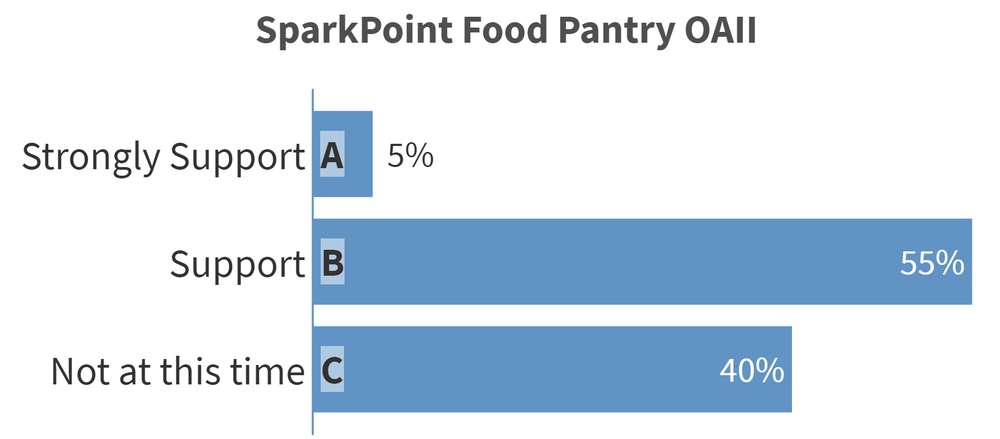 SparkPoint Food Pantry OAII
Strongly Support A 5%
Support B 55%
Not at this time C 40%